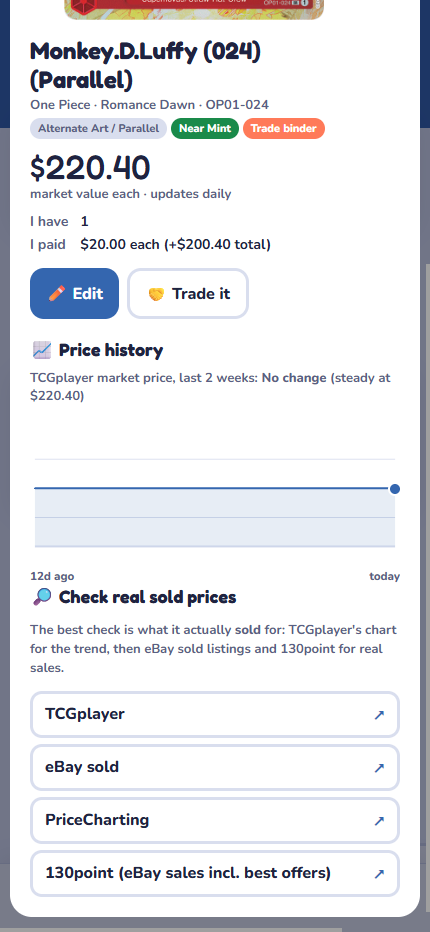 OP01-024
Monkey.D.Luffy (024)
(Parallel)
One Piece · Romance Dawn · OP01-024
Alternate Art / Parallel Near Mint Trade binder
$220.40
market value each · updates daily
I have 1
I paid $20.00 each (+$200.40 total)
Edit Trade it
Price history
TCGplayer market price, last 2 weeks: No change (steady at
$220.40)
12d ago today
Check real sold prices
The best check is what it actually sold for: TCGplayer's chart
for the trend, then eBay sold listings and 130point for real
sales.
TCGplayer ↗
eBay sold ↗
PriceCharting ↗
130point (eBay sales incl. best offers) ↗